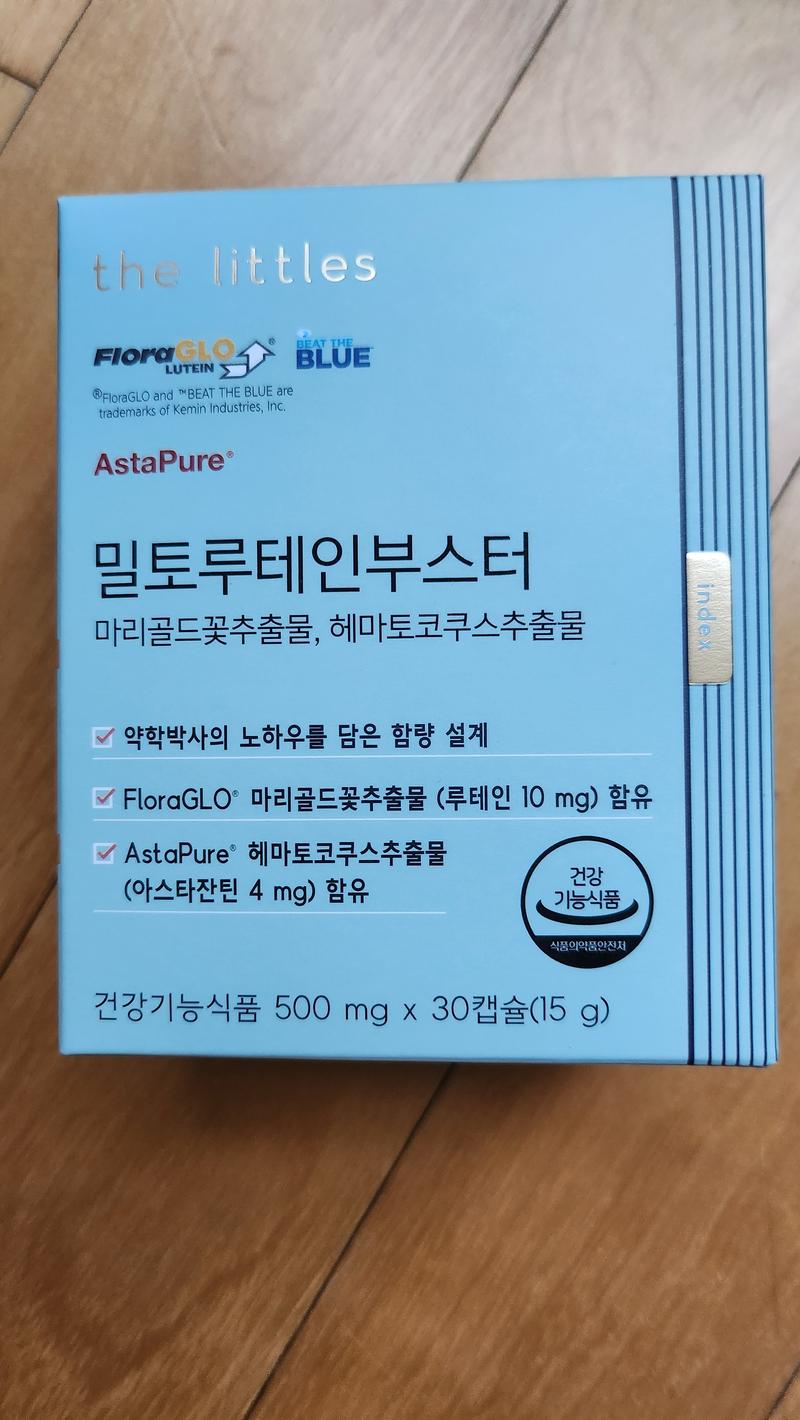 the littles
FloraGLO® BEAT THE
LUTEIN BLUE
®FloraGLO and ™BEAT THE BLUE are
trademarks of Kemin Industries, Inc.
AstaPure®
밀토루테인부스터
마리골드꽃추출물, 헤마토코쿠스추출물
index
약학박사의 노하우를 담은 함량 설계
FloraGLO® 마리골드꽃추출물 (루테인 10 mg) 함유
AstaPure® 헤마토코쿠스추출물
(아스타잔틴 4 mg) 함유
건강
기능식품
식품의약품안전처
건강기능식품 500 mg x 30캡슐(15 g)